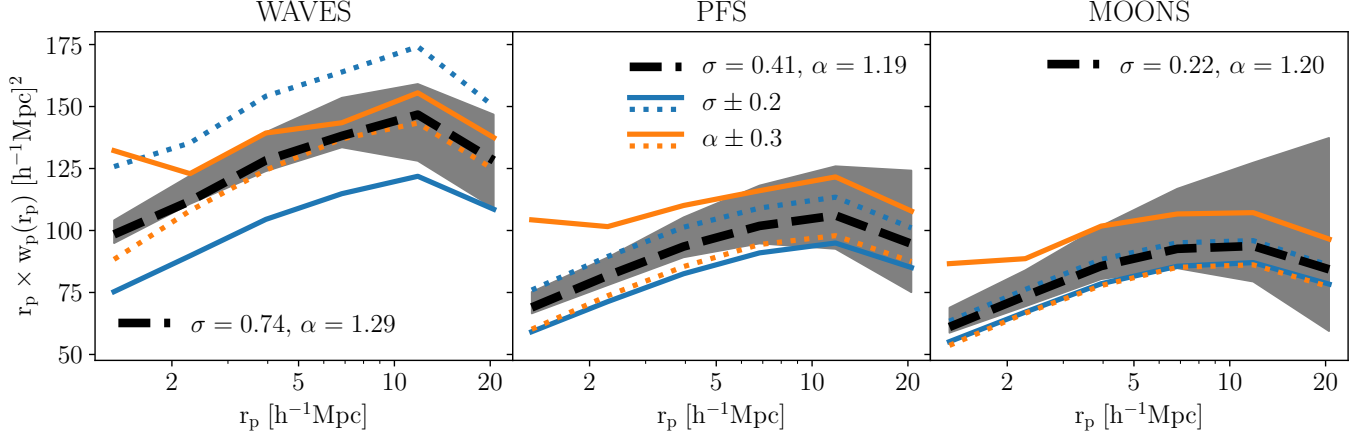 WAVES PFS MOONS
r_p × w_p(r_p) [h⁻¹Mpc]²
175
150
125
100
75
50
σ = 0.74, α = 1.29
σ = 0.41, α = 1.19
σ ± 0.2
α ± 0.3
σ = 0.22, α = 1.20
2 5 10 20 2 5 10 20 2 5 10 20
r_p [h⁻¹Mpc] r_p [h⁻¹Mpc] r_p [h⁻¹Mpc]